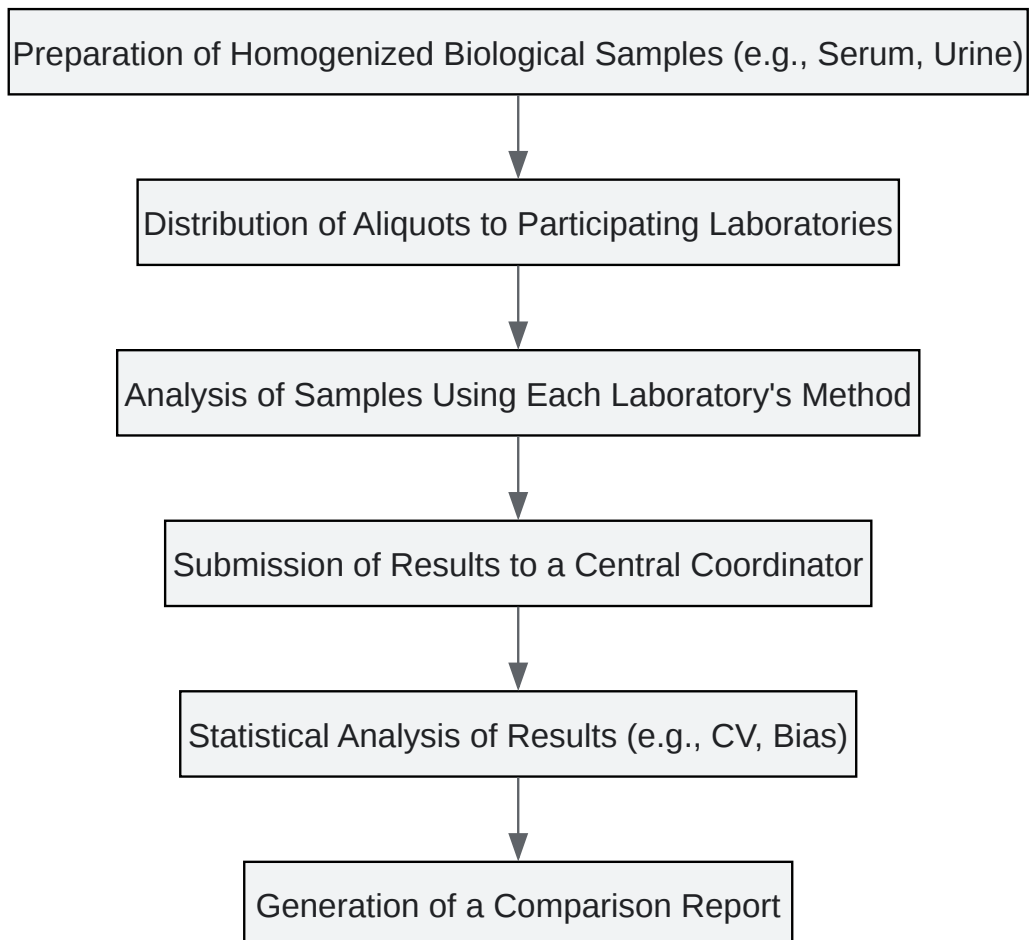 Preparation of Homogenized Biological Samples (e.g., Serum, Urine)
Distribution of Aliquots to Participating Laboratories
Analysis of Samples Using Each Laboratory's Method
Submission of Results to a Central Coordinator
Statistical Analysis of Results (e.g., CV, Bias)
Generation of a Comparison Report